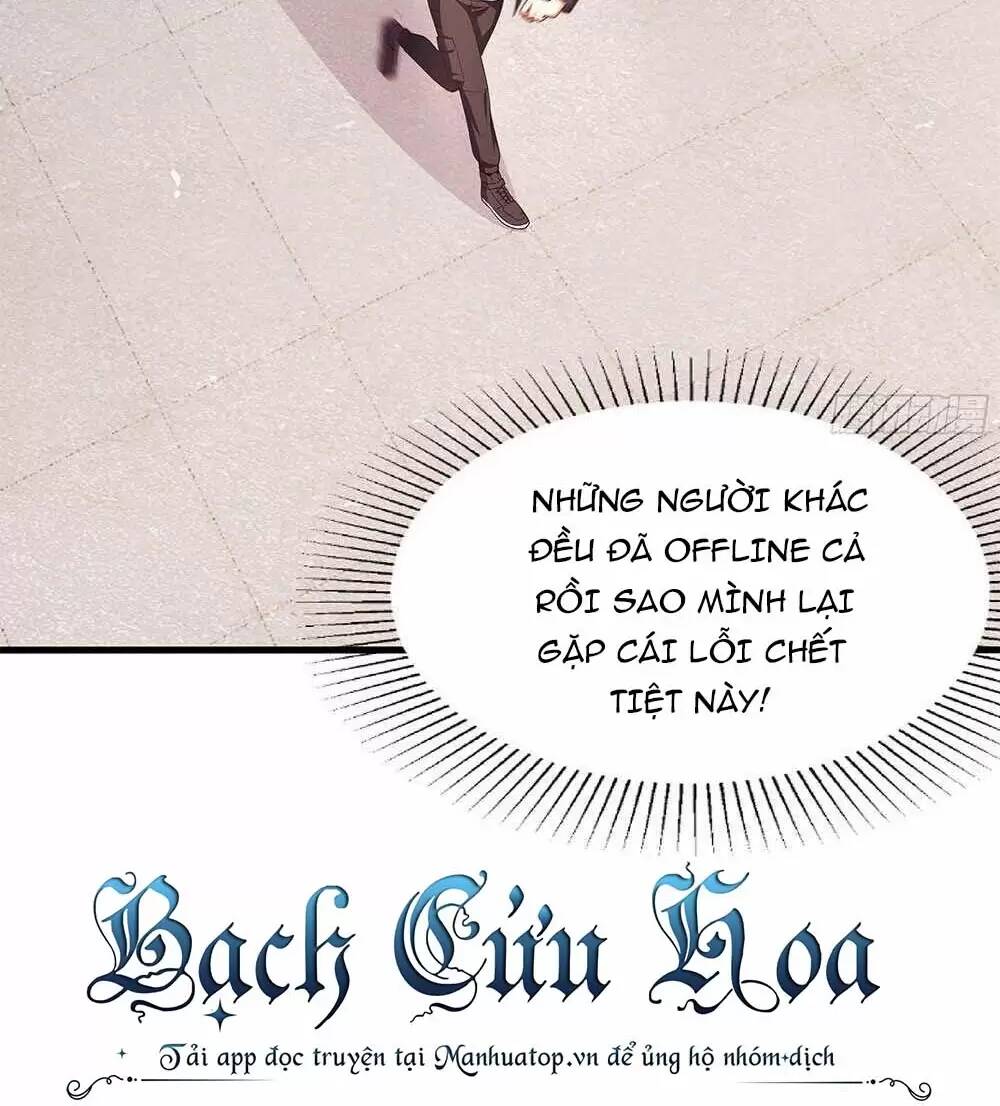 NHỮNG NGƯỜI KHÁC
ĐỀU ĐÃ OFFLINE CẢ
RỒI SAO MÌNH LẠI
GẶP CÁI LỖI CHẾT
TIỆT NÀY!
Bạch Cửu Hoa
Tải app đọc truyện tại Manhuatop.vn để ủng hộ nhóm dịch